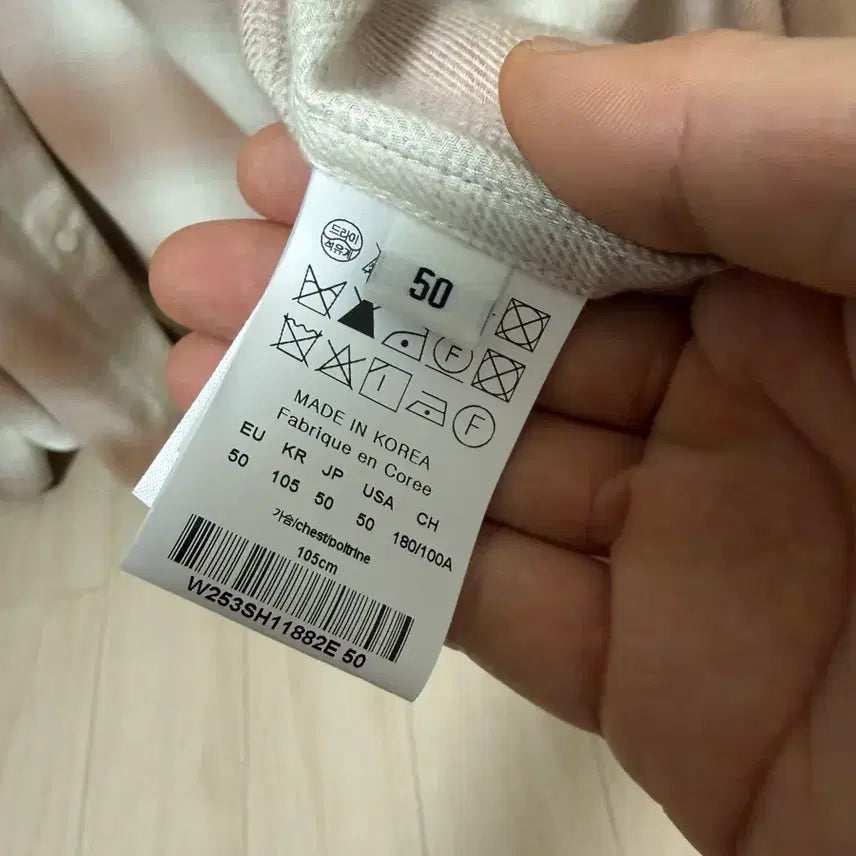 드라이
석유계
50
F
F
MADE IN KOREA
Fabrique en Coree
EU KR JP USA CH
50 105 50 50 180/100A
가슴/chest/poitrine
105cm
W253SH11882E 50